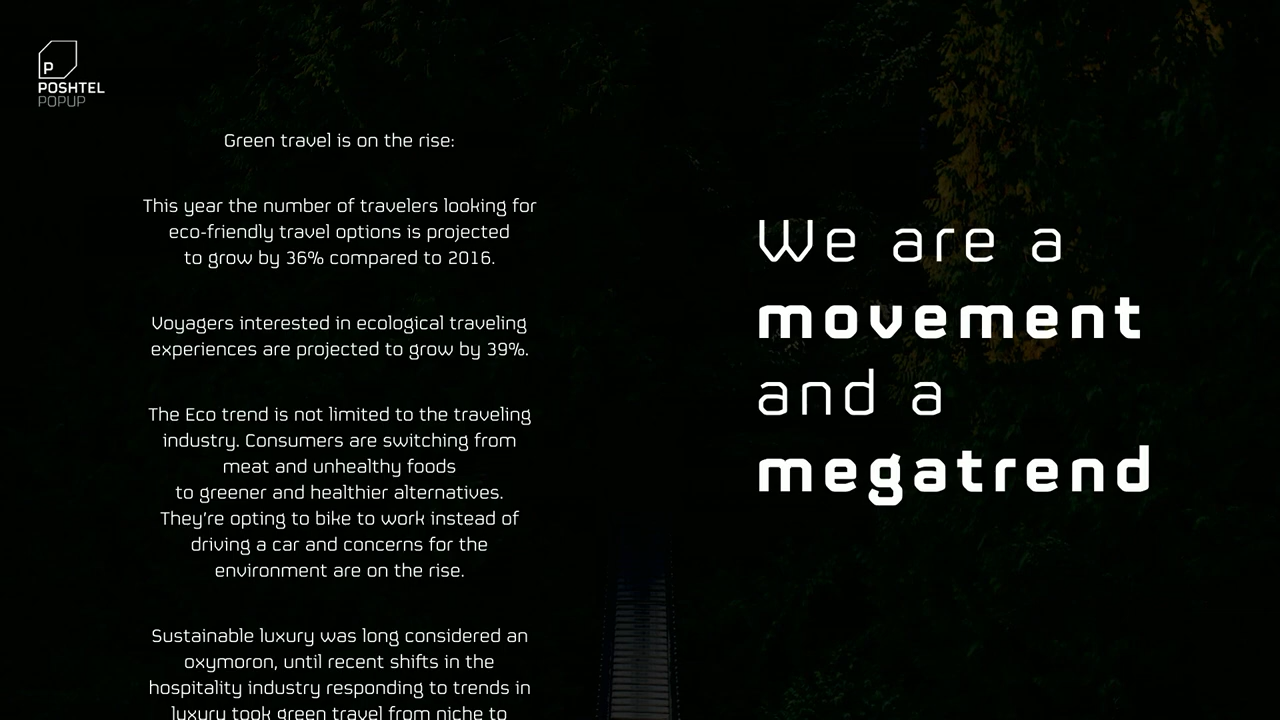 P
POSHTEL
POPUP
Green travel is on the rise:
This year the number of travelers looking for
eco-friendly travel options is projected
to grow by 36% compared to 2016.
Voyagers interested in ecological traveling
experiences are projected to grow by 39%.
The Eco trend is not limited to the traveling
industry. Consumers are switching from
meat and unhealthy foods
to greener and healthier alternatives.
They're opting to bike to work instead of
driving a car and concerns for the
environment are on the rise.
Sustainable luxury was long considered an
oxymoron, until recent shifts in the
hospitality industry responding to trends in
luxury took green travel from niche to
We are a
movement
and a
megatrend